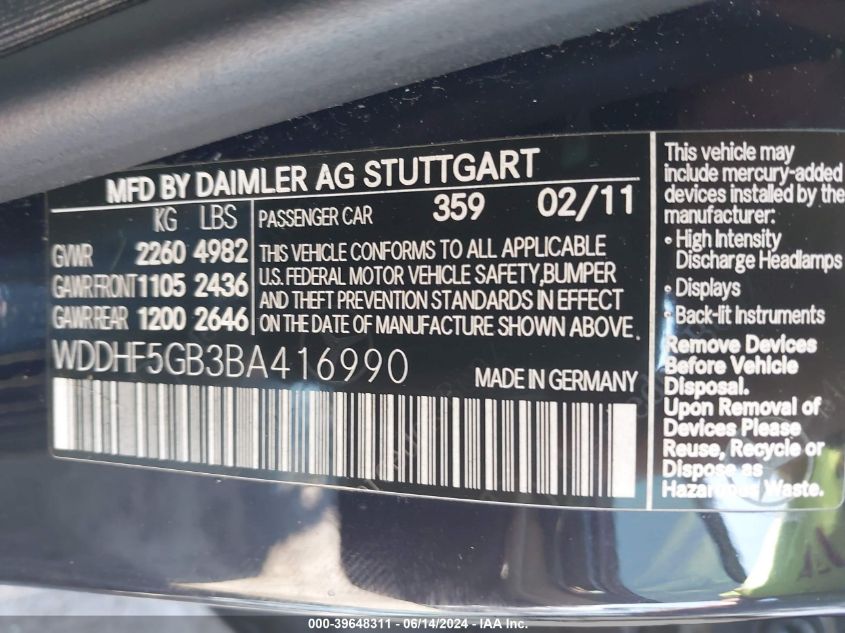 MFD BY DAIMLER AG STUTTGART
KG LBS
GVWR 2260 4982
GAWR FRONT 1105 2436
GAWR REAR 1200 2646
PASSENGER CAR 359 02/11
THIS VEHICLE CONFORMS TO ALL APPLICABLE
U.S. FEDERAL MOTOR VEHICLE SAFETY,BUMPER
AND THEFT PREVENTION STANDARDS IN EFFECT
ON THE DATE OF MANUFACTURE SHOWN ABOVE.
WDDHF5GB3BA416990
MADE IN GERMANY
This vehicle may
include mercury-added
devices installed by the
manufacturer:
• High Intensity
Discharge Headlamps
• Displays
• Back-lit Instruments
Remove Devices
Before Vehicle
Disposal.
Upon Removal of
Devices Please
Reuse, Recycle or
Dispose as
Hazardous Waste.
000-39648311 - 06/14/2024 - IAA Inc.